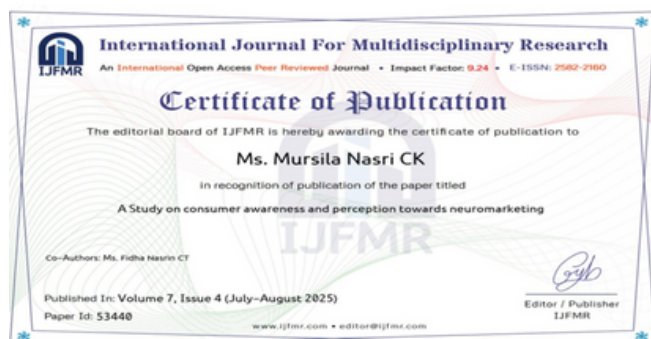 IJFMR
International Journal For Multidisciplinary Research
An International Open Access Peer Reviewed Journal • Impact Factor: 9.24 • E-ISSN: 2582-2160
Certificate of Publication
The editorial board of IJFMR is hereby awarding the certificate of publication to
Ms. Mursila Nasri CK
in recognition of publication of the paper titled
A Study on consumer awareness and perception towards neuromarketing
IJFMR
Co-Authors: Ms. Fidha Nasrin CT
Published In: Volume 7, Issue 4 (July-August 2025)
Paper Id: 53440
Editor / Publisher
IJFMR
www.ijfmr.com • editor@ijfmr.com